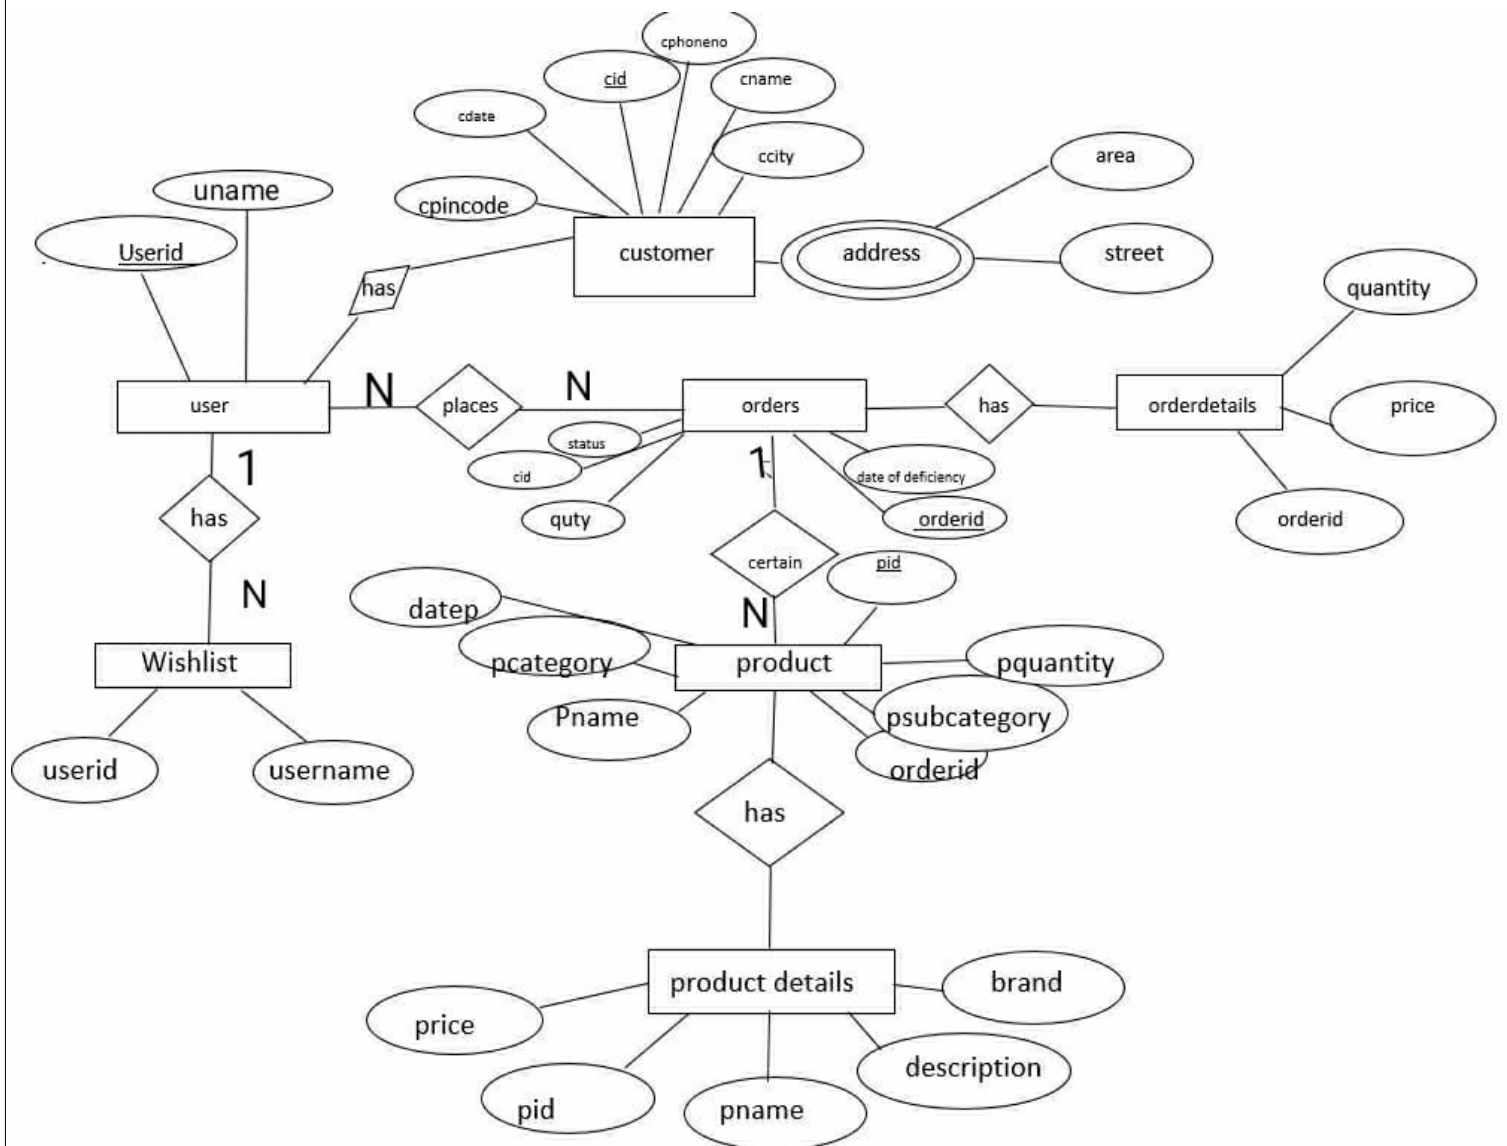 cphoneno
cid
cname
cdate
ccity
area
uname
cpincode
Userid
customer
address
street
has
quantity
user
N
places
N
orders
has
orderdetails
price
status
1
1
cid
date of deficiency
has
quty
orderid
orderid
certain
pid
N
N
datep
Wishlist
pcategory
product
pquantity
Pname
psubcategory
userid
username
orderid
has
product details
brand
price
description
pid
pname